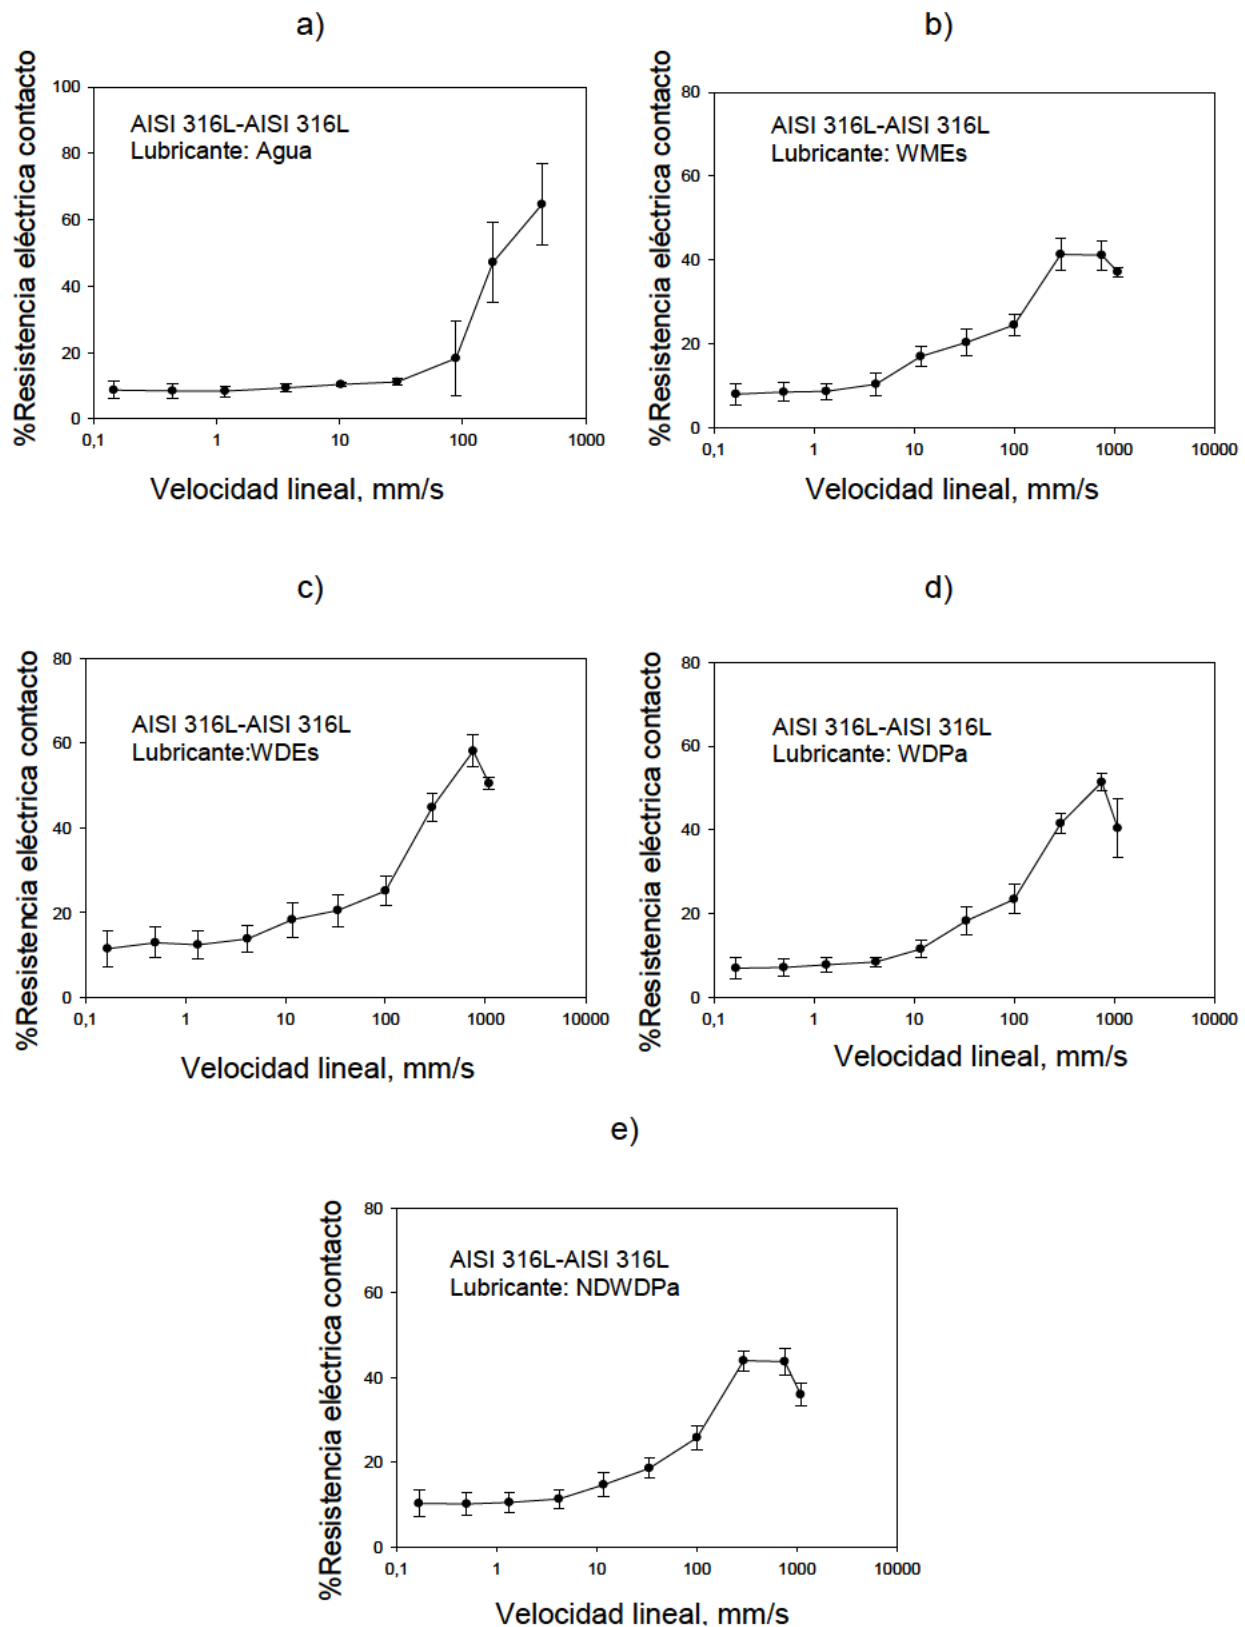 a)
%Resistencia eléctrica contacto
100
80
60
40
20
0
AISI 316L-AISI 316L
Lubricante: Agua
0,1 1 10 100 1000
Velocidad lineal, mm/s
b)
%Resistencia eléctrica contacto
80
60
40
20
0
AISI 316L-AISI 316L
Lubricante: WMEs
0,1 1 10 100 1000 10000
Velocidad lineal, mm/s
c)
%Resistencia eléctrica contacto
80
60
40
20
0
AISI 316L-AISI 316L
Lubricante:WDEs
0,1 1 10 100 1000 10000
Velocidad lineal, mm/s
d)
%Resistencia eléctrica contacto
80
60
40
20
0
AISI 316L-AISI 316L
Lubricante: WDPa
0,1 1 10 100 1000 10000
Velocidad lineal, mm/s
e)
%Resistencia eléctrica contacto
80
60
40
20
0
AISI 316L-AISI 316L
Lubricante: NDWDPa
0,1 1 10 100 1000 10000
Velocidad lineal, mm/s